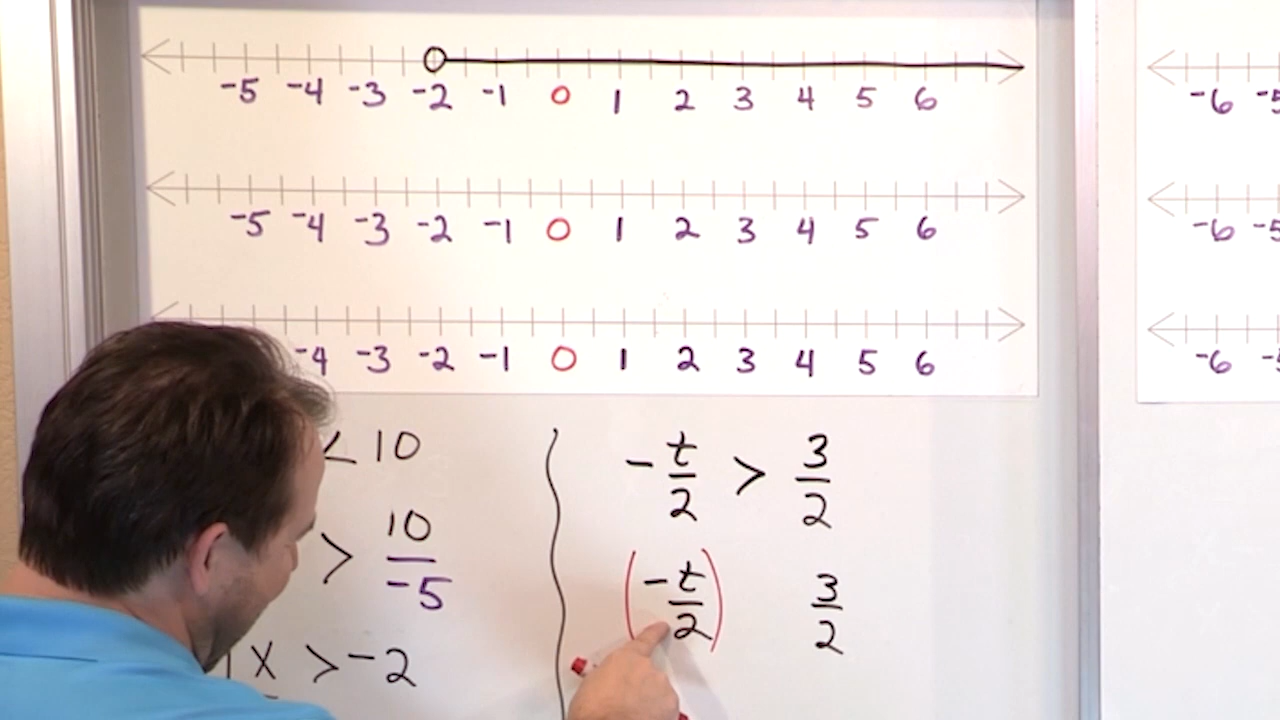 -5 -4 -3 -2 -1 0 1 2 3 4 5 6
-5 -4 -3 -2 -1 0 1 2 3 4 5 6
-4 -3 -2 -1 0 1 2 3 4 5 6
-6 -5
-6 -5
-6
< 10
> 10/-5
x > -2
-t/2 > 3/2
(-t/2) 3/2